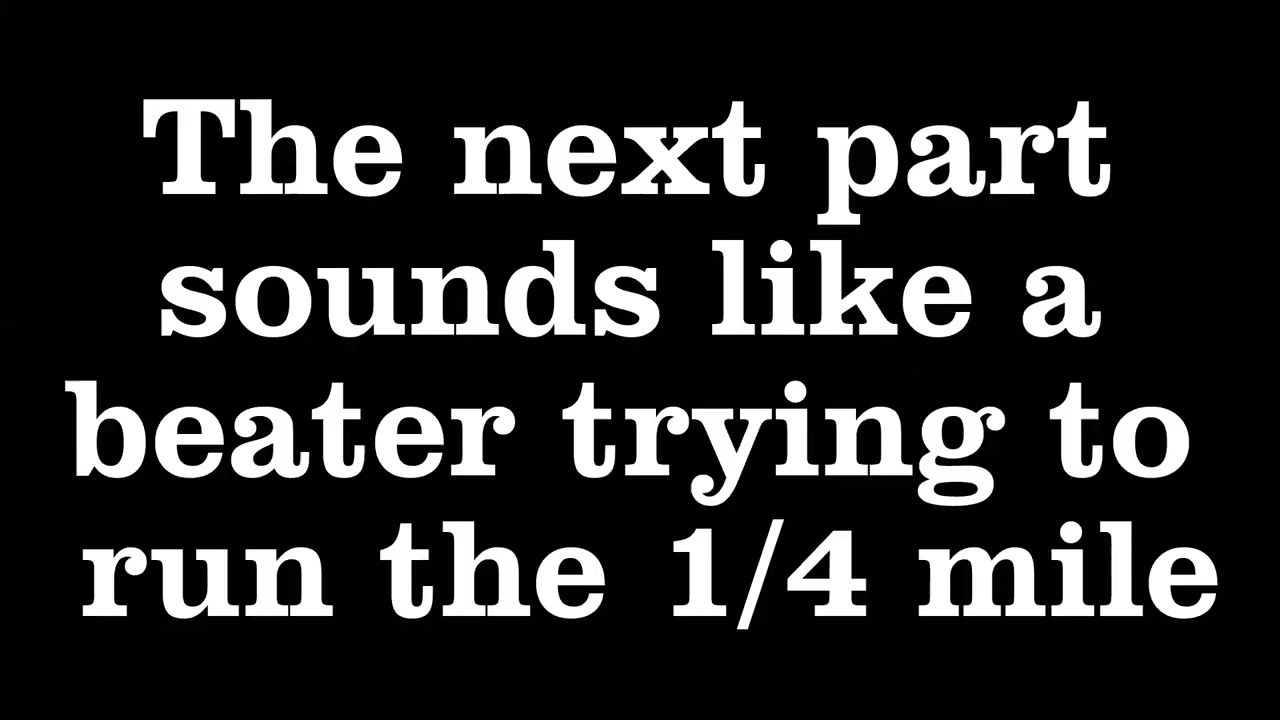 The next part
sounds like a
beater trying to
run the 1/4 mile